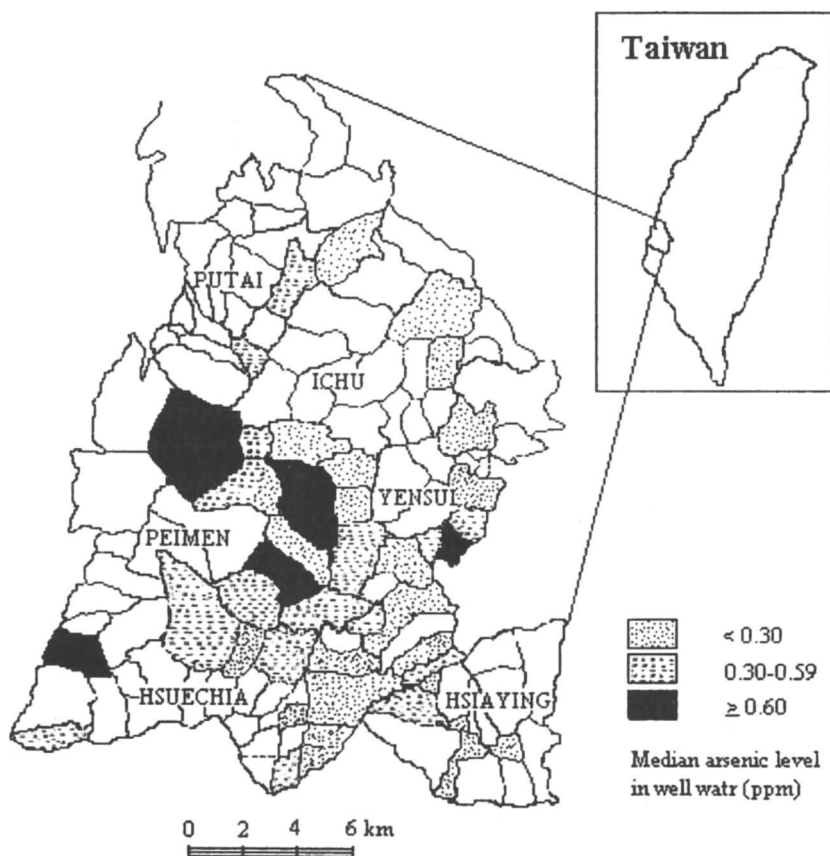 Taiwan
PUTAI
ICHU
YENSUI
PEIMEN
HSUECHIA
HSIAYING
< 0.30
0.30-0.59
≥ 0.60
Median arsenic level
in well watr (ppm)
0 2 4 6 km